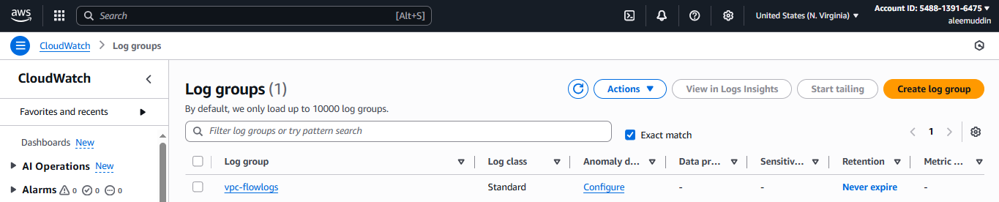 aws Search [Alt+S] United States (N. Virginia) ▼ Account ID: 5488-1391-6475 ▼
aleemuddin
CloudWatch > Log groups
CloudWatch
Favorites and recents
Dashboards New
AI Operations New
Alarms 0 0 0
Log groups (1)
Actions ▼ View in Logs Insights Start tailing Create log group
By default, we only load up to 10000 log groups.
Filter log groups or try pattern search Exact match 1
Log group Log class Anomaly d... Data pr... Sensitiv... Retention Metric ...
vpc-flowlogs Standard Configure - - Never expire -